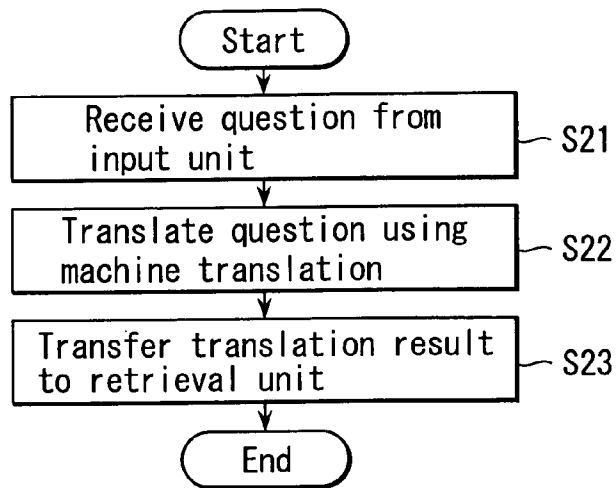 Start
Receive question from
input unit
S21
Translate question using
machine translation
S22
Transfer translation result
to retrieval unit
S23
End